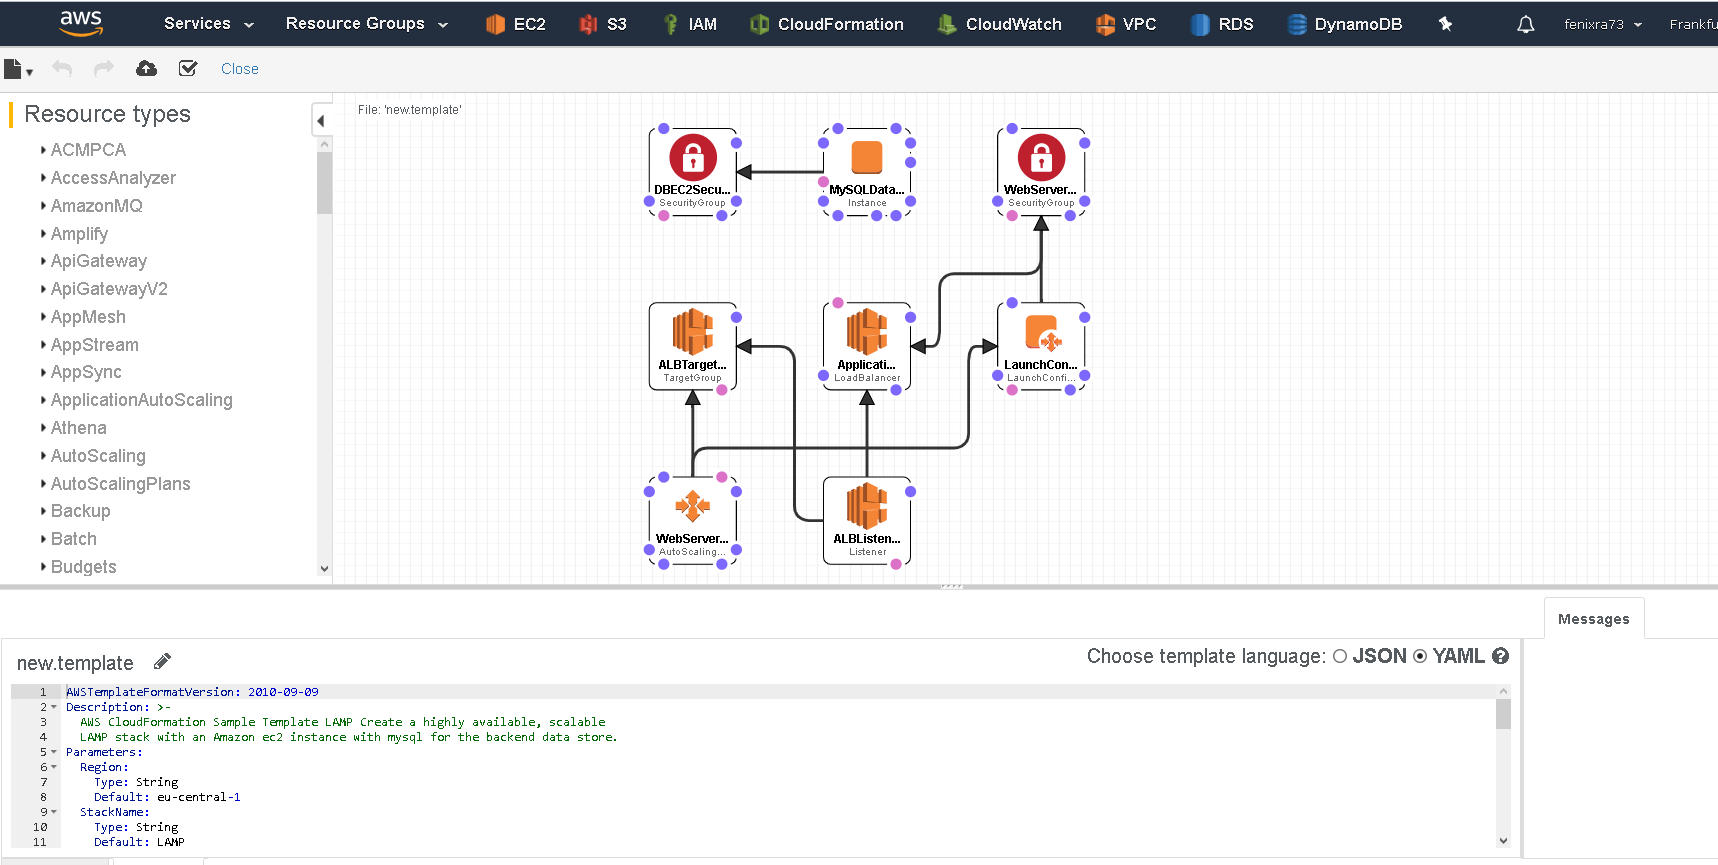 aws Services Resource Groups EC2 S3 IAM CloudFormation CloudWatch VPC RDS DynamoDB fenixra73 Frankfu
Close
Resource types
ACMPCA
AccessAnalyzer
AmazonMQ
Amplify
ApiGateway
ApiGatewayV2
AppMesh
AppStream
AppSync
ApplicationAutoScaling
Athena
AutoScaling
AutoScalingPlans
Backup
Batch
Budgets
File: 'new.template'
DBEC2Secu...
SecurityGroup
MySQLData...
Instance
WebServer...
SecurityGroup
ALBTarget...
TargetGroup
Applicati...
LoadBalancer
LaunchCon...
LaunchConfi...
WebServer...
AutoScaling...
ALBListen...
Listener
Messages
new.template
Choose template language: JSON YAML ?
1 AWSTemplateFormatVersion: 2010-09-09
2 Description: >-
3 AWS CloudFormation Sample Template LAMP Create a highly available, scalable
4 LAMP stack with an Amazon ec2 instance with mysql for the backend data store.
5 Parameters:
6 Region:
7 Type: String
8 Default: eu-central-1
9 StackName:
10 Type: String
11 Default: LAMP